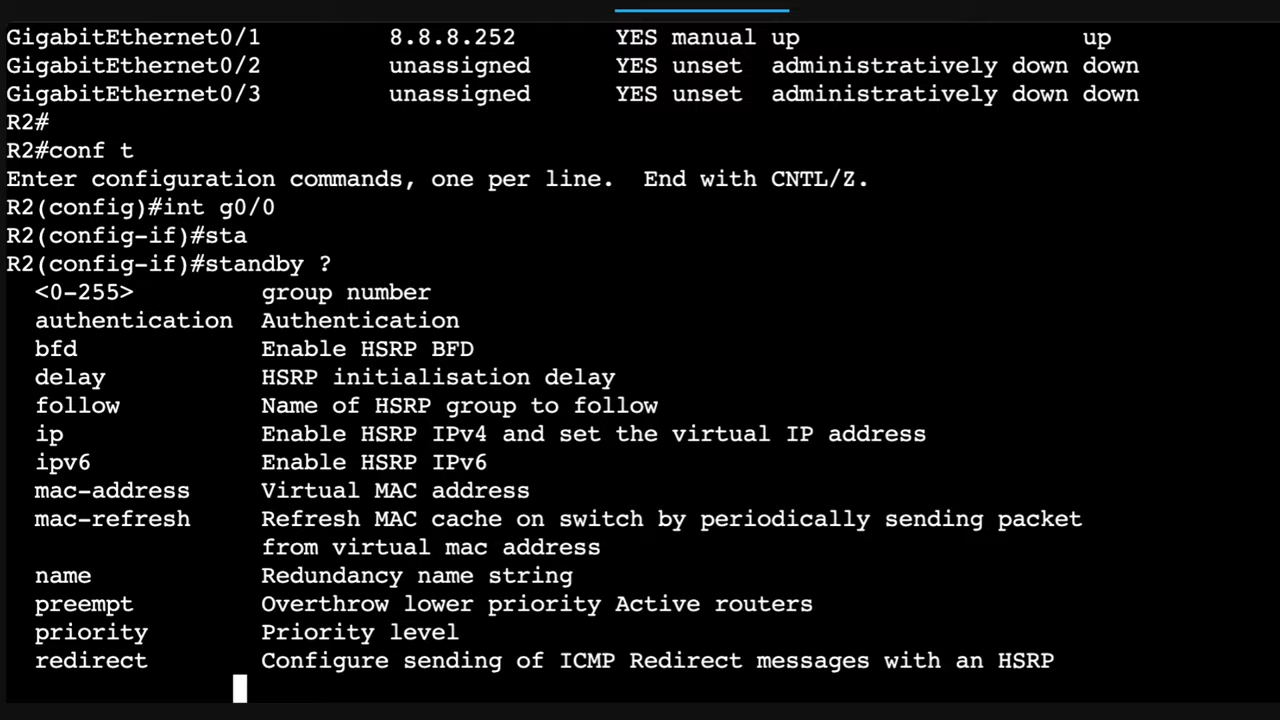 GigabitEthernet0/1 8.8.8.252 YES manual up up
GigabitEthernet0/2 unassigned YES unset administratively down down
GigabitEthernet0/3 unassigned YES unset administratively down down
R2#
R2#conf t
Enter configuration commands, one per line. End with CNTL/Z.
R2(config)#int g0/0
R2(config-if)#sta
R2(config-if)#standby ?
<0-255> group number
authentication Authentication
bfd Enable HSRP BFD
delay HSRP initialisation delay
follow Name of HSRP group to follow
ip Enable HSRP IPv4 and set the virtual IP address
ipv6 Enable HSRP IPv6
mac-address Virtual MAC address
mac-refresh Refresh MAC cache on switch by periodically sending packet
from virtual mac address
name Redundancy name string
preempt Overthrow lower priority Active routers
priority Priority level
redirect Configure sending of ICMP Redirect messages with an HSRP